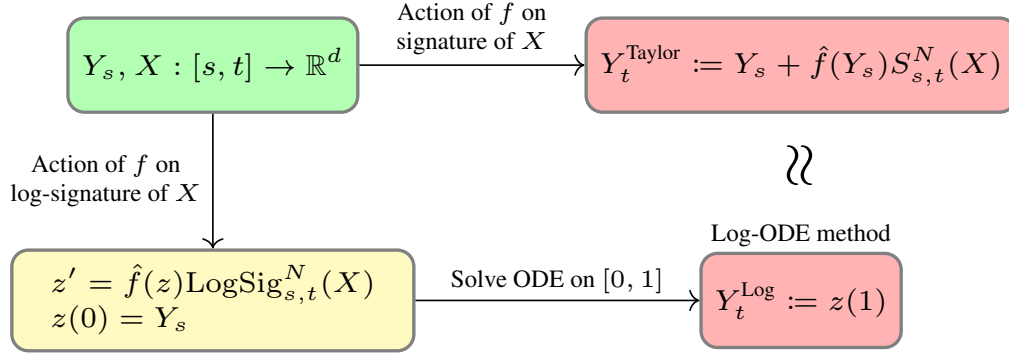 Y_s, X : [s, t] → ℝ^d
Action of f on
signature of X
Y_t^Taylor := Y_s + f̂(Y_s)S_{s,t}^N(X)
Action of f on
log-signature of X
≈
Log-ODE method
z′ = f̂(z)LogSig_{s,t}^N(X)
z(0) = Y_s
Solve ODE on [0, 1]
Y_t^Log := z(1)